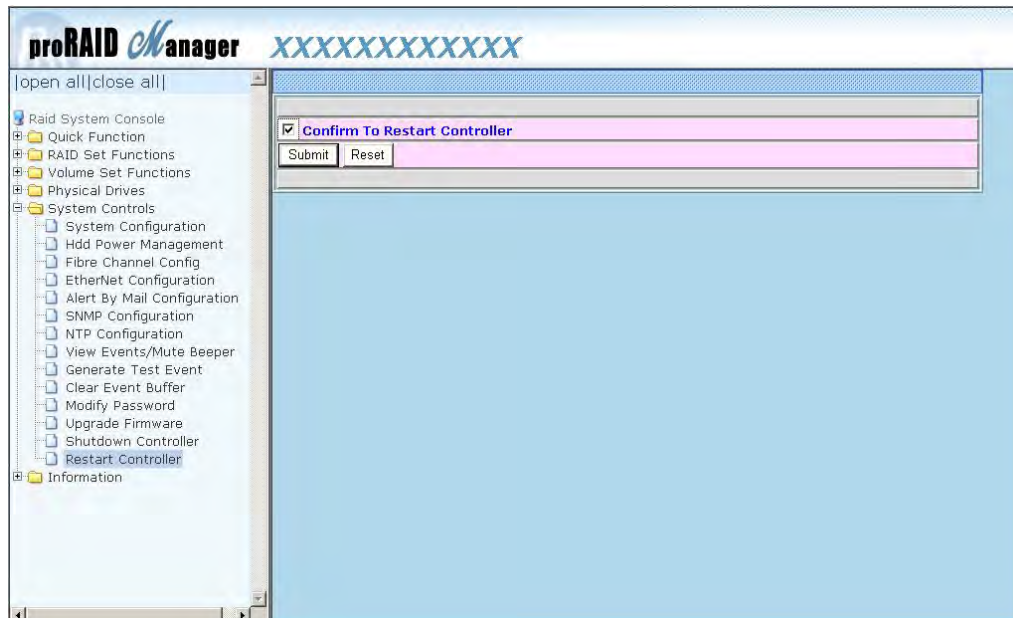 proRAID Manager XXXXXXXXXXXX
|open all|close all|
Raid System Console
Quick Function
RAID Set Functions
Volume Set Functions
Physical Drives
System Controls
System Configuration
Hdd Power Management
Fibre Channel Config
EtherNet Configuration
Alert By Mail Configuration
SNMP Configuration
NTP Configuration
View Events/Mute Beeper
Generate Test Event
Clear Event Buffer
Modify Password
Upgrade Firmware
Shutdown Controller
Restart Controller
Information
Confirm To Restart Controller
Submit Reset